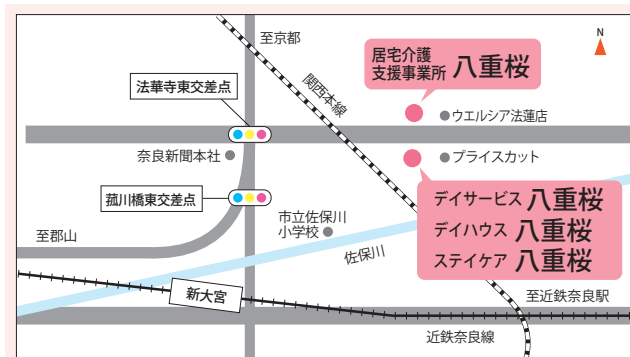 至京都
N
居宅介護
支援事業所 八重桜
関西本線
法華寺東交差点
ウエルシア法蓮店
奈良新聞本社
プライスカット
菰川橋東交差点
デイサービス 八重桜
デイハウス 八重桜
ステイケア 八重桜
市立佐保川
小学校
至郡山
佐保川
新大宮
至近鉄奈良駅
近鉄奈良線